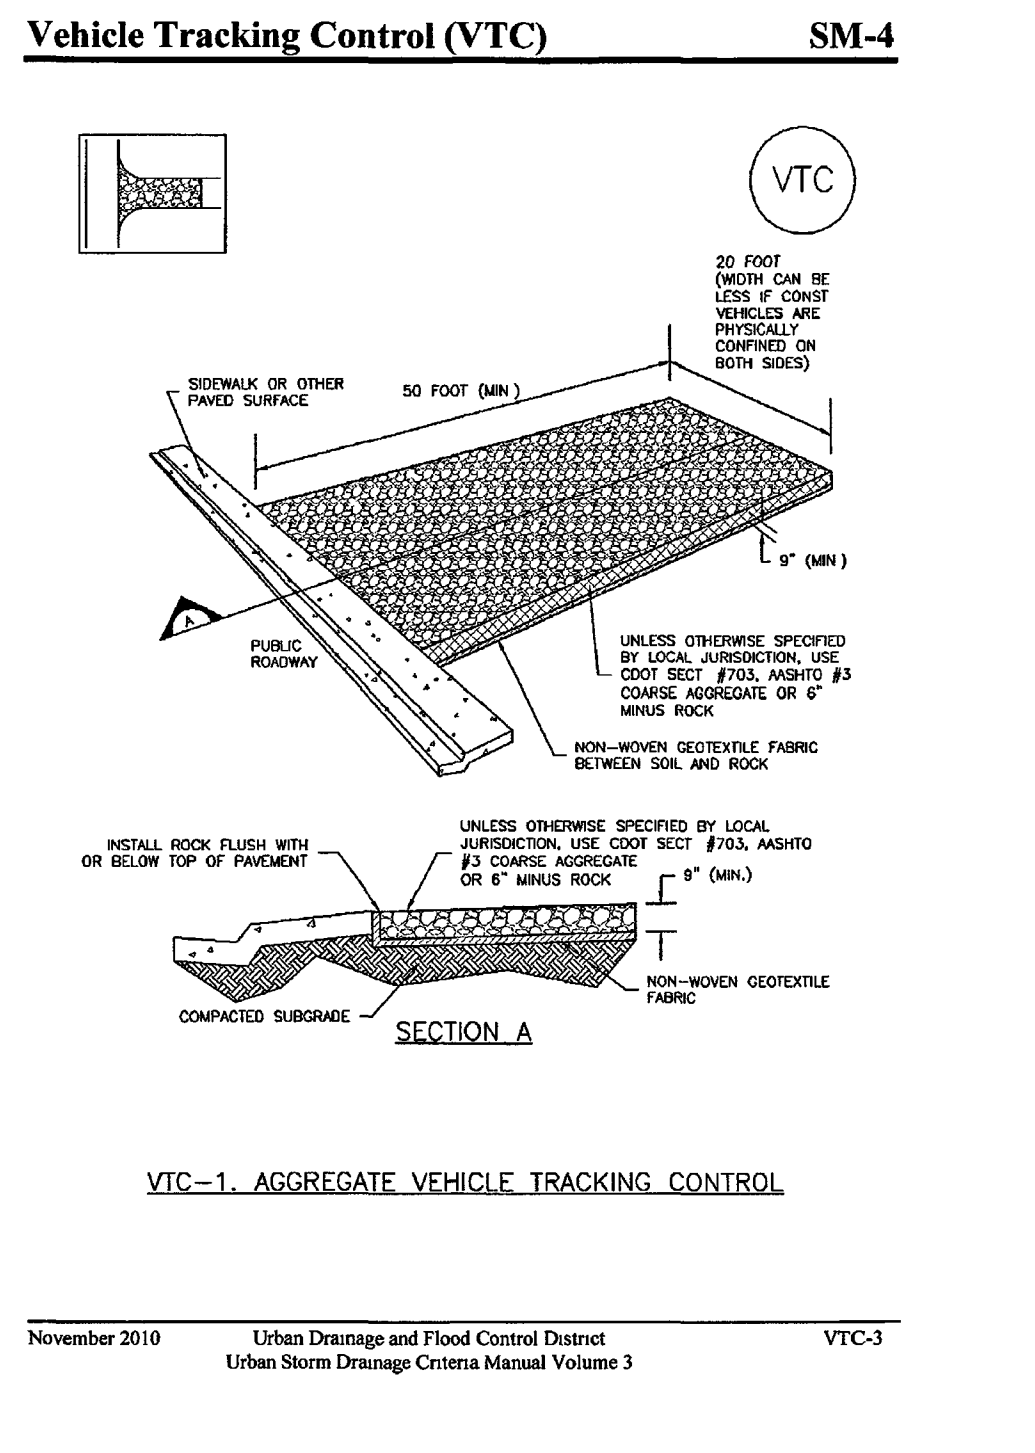 Vehicle Tracking Control (VTC) SM-4
VTC
20 FOOT
(WIDTH CAN BE
LESS IF CONST
VEHICLES ARE
PHYSICALLY
CONFINED ON
BOTH SIDES)
SIDEWALK OR OTHER
PAVED SURFACE
50 FOOT (MIN )
9" (MIN )
A
PUBLIC
ROADWAY
UNLESS OTHERWISE SPECIFIED
BY LOCAL JURISDICTION, USE
CDOT SECT #703, AASHTO #3
COARSE AGGREGATE OR 6"
MINUS ROCK
NON-WOVEN GEOTEXTILE FABRIC
BETWEEN SOIL AND ROCK
INSTALL ROCK FLUSH WITH
OR BELOW TOP OF PAVEMENT
UNLESS OTHERWISE SPECIFIED BY LOCAL
JURISDICTION, USE CDOT SECT #703, AASHTO
#3 COARSE AGGREGATE
OR 6" MINUS ROCK
9" (MIN.)
NON-WOVEN GEOTEXTILE
FABRIC
COMPACTED SUBGRADE
SECTION A
VTC-1. AGGREGATE VEHICLE TRACKING CONTROL
November 2010 Urban Drainage and Flood Control District VTC-3
Urban Storm Drainage Criteria Manual Volume 3